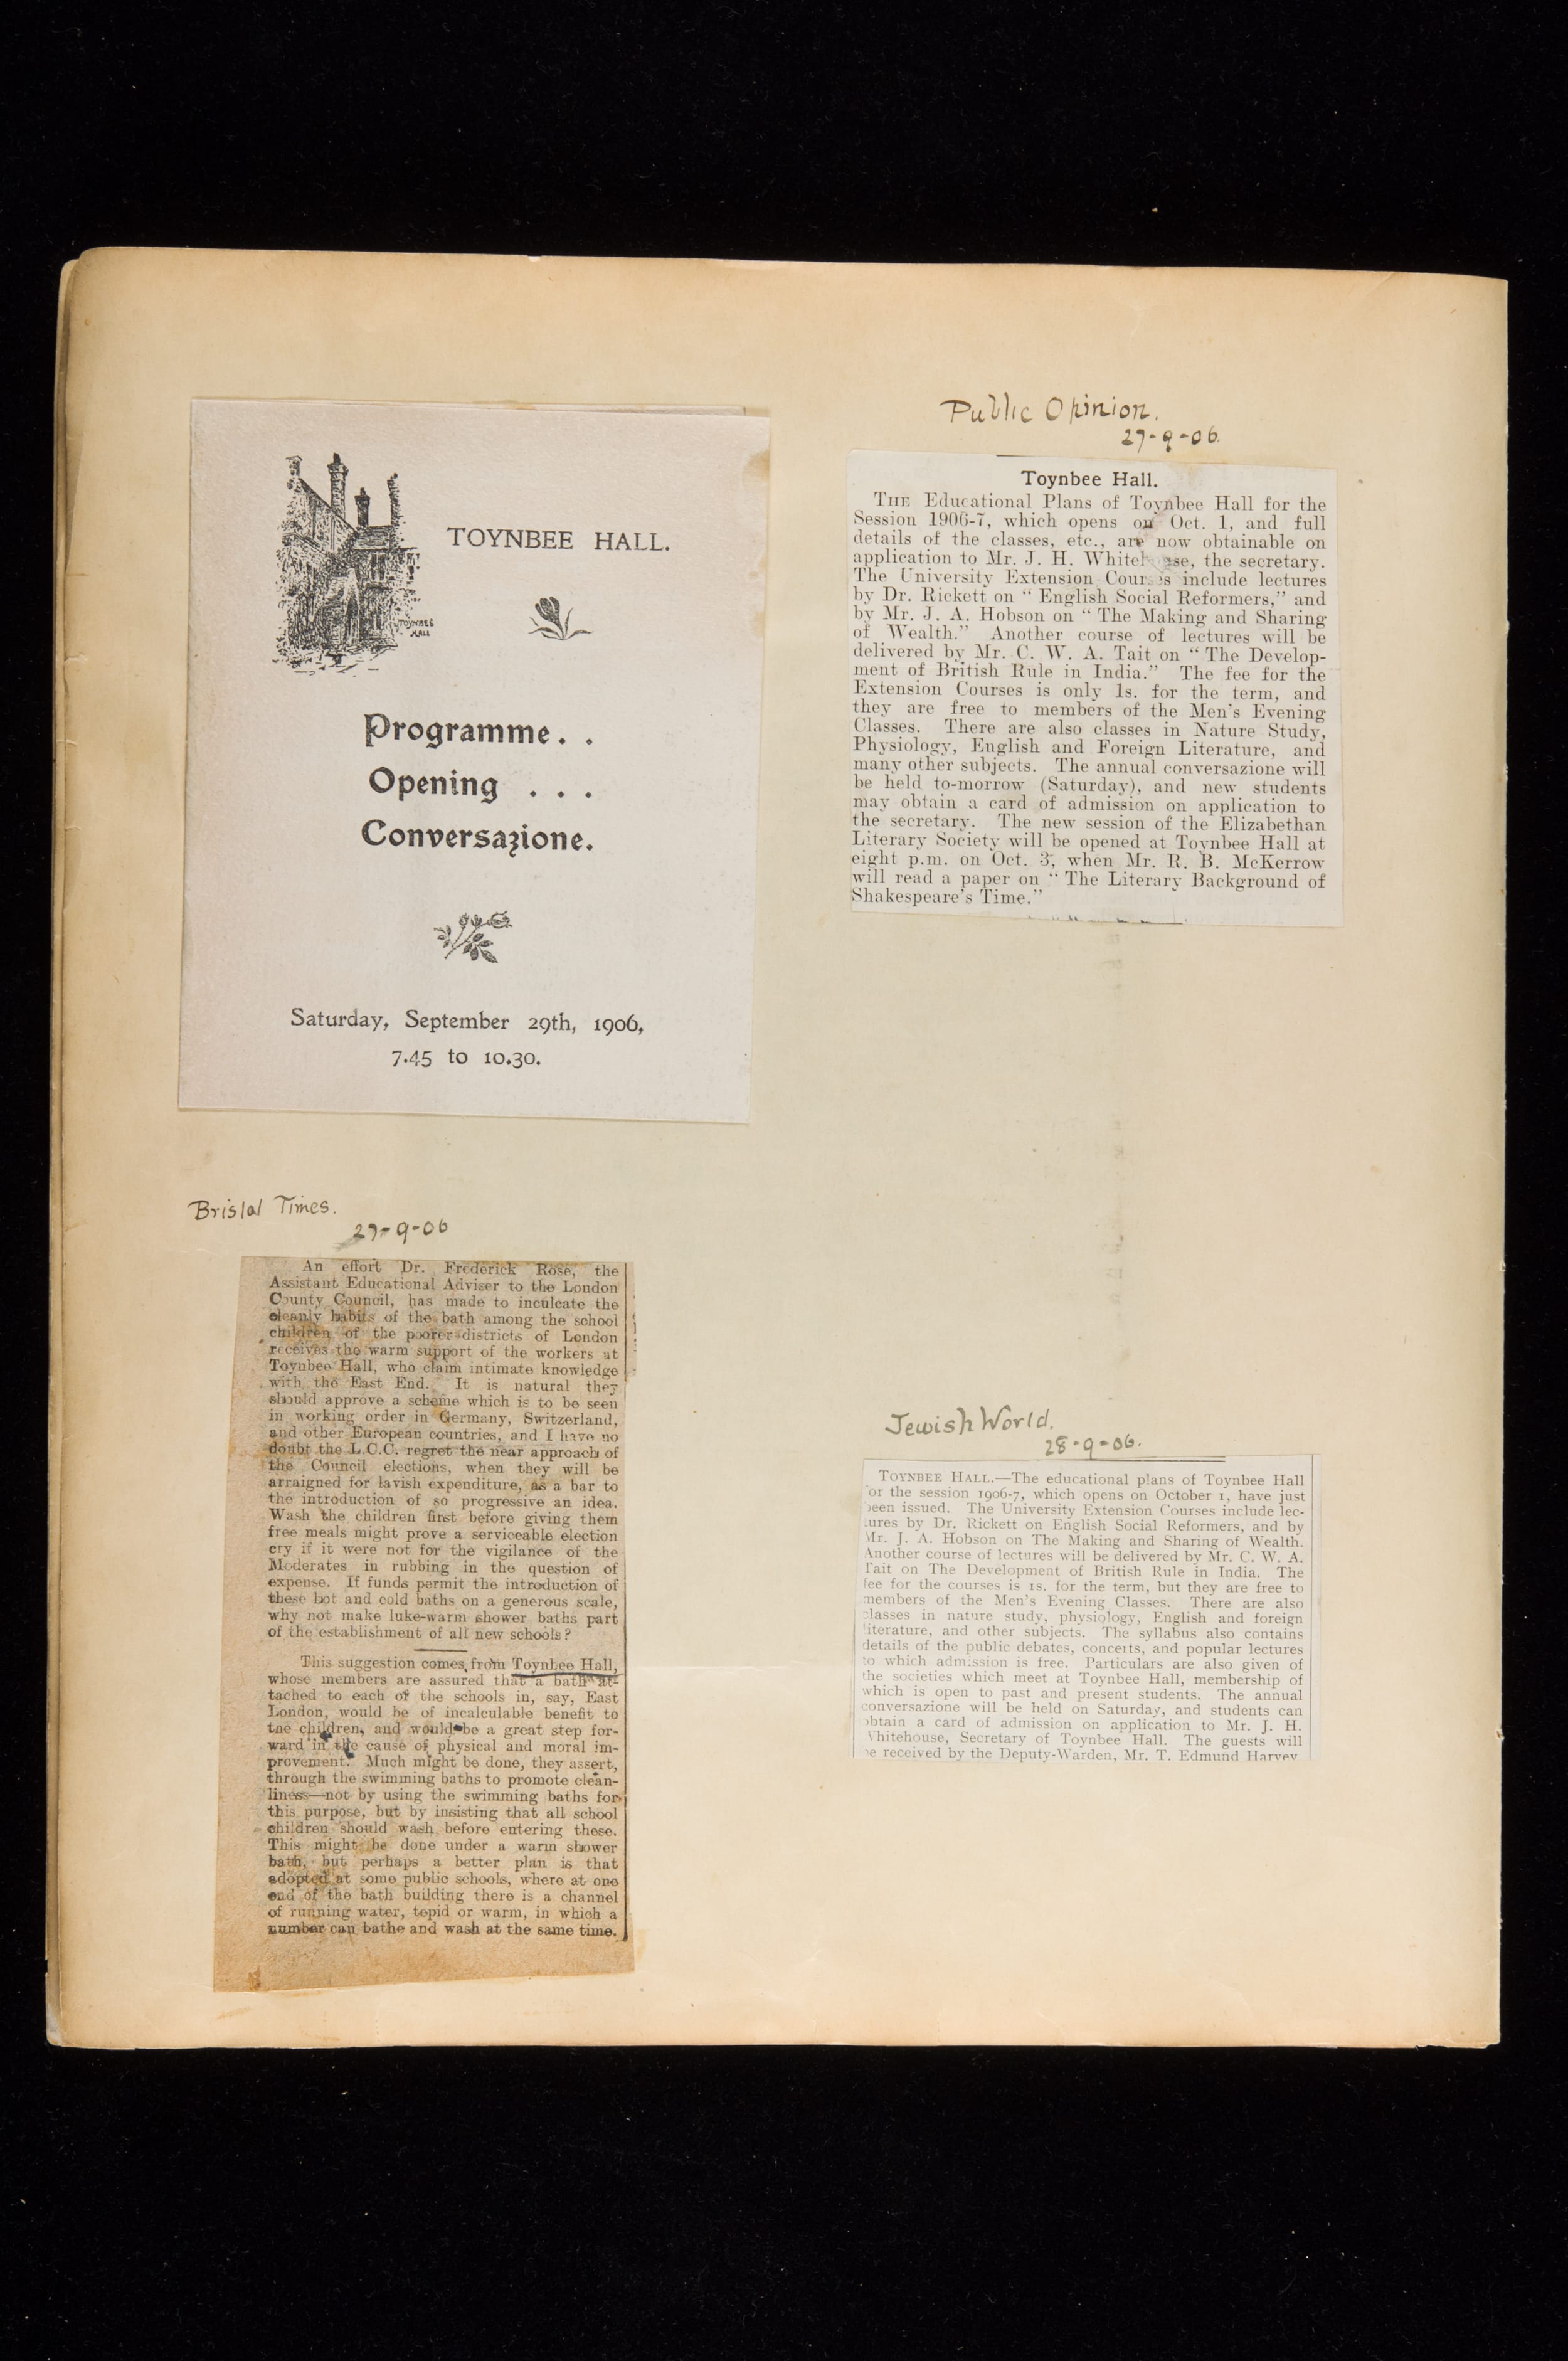 TOYNBEE HALL.
TOYNBEE
HALL
Programme. .
Opening . . .
Conversazione.
Saturday, September 29th, 1906,
7.45 to 10.30.
Public Opinion.
27-9-06.
Toynbee Hall.
THE Educational Plans of Toynbee Hall for the
Session 1906-7, which opens on Oct. 1, and full
details of the classes, etc., are now obtainable on
application to Mr. J. H. Whitehouse, the secretary.
The University Extension Courses include lectures
by Dr. Rickett on “ English Social Reformers,” and
by Mr. J. A. Hobson on “ The Making and Sharing
of Wealth.” Another course of lectures will be
delivered by Mr. C. W. A. Tait on “ The Develop-
ment of British Rule in India.” The fee for the
Extension Courses is only 1s. for the term, and
they are free to members of the Men's Evening
Classes. There are also classes in Nature Study,
Physiology, English and Foreign Literature, and
many other subjects. The annual conversazione will
be held to-morrow (Saturday), and new students
may obtain a card of admission on application to
the secretary. The new session of the Elizabethan
Literary Society will be opened at Toynbee Hall at
eight p.m. on Oct. 3, when Mr. R. B. McKerrow
will read a paper on “ The Literary Background of
Shakespeare's Time.”
Bristol Times.
27-9-06
An effort Dr. Frederick Rose, the
Assistant Educational Adviser to the London
County Council, has made to inculcate the
cleanly habits of the bath among the school
children of the poorer districts of London
receives the warm support of the workers at
Toynbee Hall, who claim intimate knowledge
with the East End. It is natural they
should approve a scheme which is to be seen
in working order in Germany, Switzerland,
and other European countries, and I have no
doubt the L.C.C. regret the near approach of
the Council elections, when they will be
arraigned for lavish expenditure, as a bar to
the introduction of so progressive an idea.
Wash the children first before giving them
free meals might prove a serviceable election
cry if it were not for the vigilance of the
Moderates in rubbing in the question of
expense. If funds permit the introduction of
these hot and cold baths on a generous scale,
why not make luke-warm shower baths part
of the establishment of all new schools?
This suggestion comes from Toynbee Hall,
whose members are assured that a bath at-
tached to each of the schools in, say, East
London, would be of incalculable benefit to
the children, and would be a great step for-
ward in the cause of physical and moral im-
provement. Much might be done, they assert,
through the swimming baths to promote clean-
liness—not by using the swimming baths for
this purpose, but by insisting that all school
children should wash before entering these.
This might be done under a warm shower
bath, but perhaps a better plan is that
adopted at some public schools, where at one
end of the bath building there is a channel
of running water, tepid or warm, in which a
number can bathe and wash at the same time.
Jewish World.
28-9-06.
TOYNBEE HALL.—The educational plans of Toynbee Hall
or the session 1906-7, which opens on October 1, have just
een issued. The University Extension Courses include lec-
ures by Dr. Rickett on English Social Reformers, and by
Mr. J. A. Hobson on The Making and Sharing of Wealth.
Another course of lectures will be delivered by Mr. C. W. A.
Tait on The Development of British Rule in India. The
fee for the courses is 1s. for the term, but they are free to
members of the Men's Evening Classes. There are also
classes in nature study, physiology, English and foreign
literature, and other subjects. The syllabus also contains
details of the public debates, concerts, and popular lectures
to which admission is free. Particulars are also given of
the societies which meet at Toynbee Hall, membership of
which is open to past and present students. The annual
conversazione will be held on Saturday, and students can
obtain a card of admission on application to Mr. J. H.
Whitehouse, Secretary of Toynbee Hall. The guests will
e received by the Deputy-Warden, Mr. T. Edmund Harvey